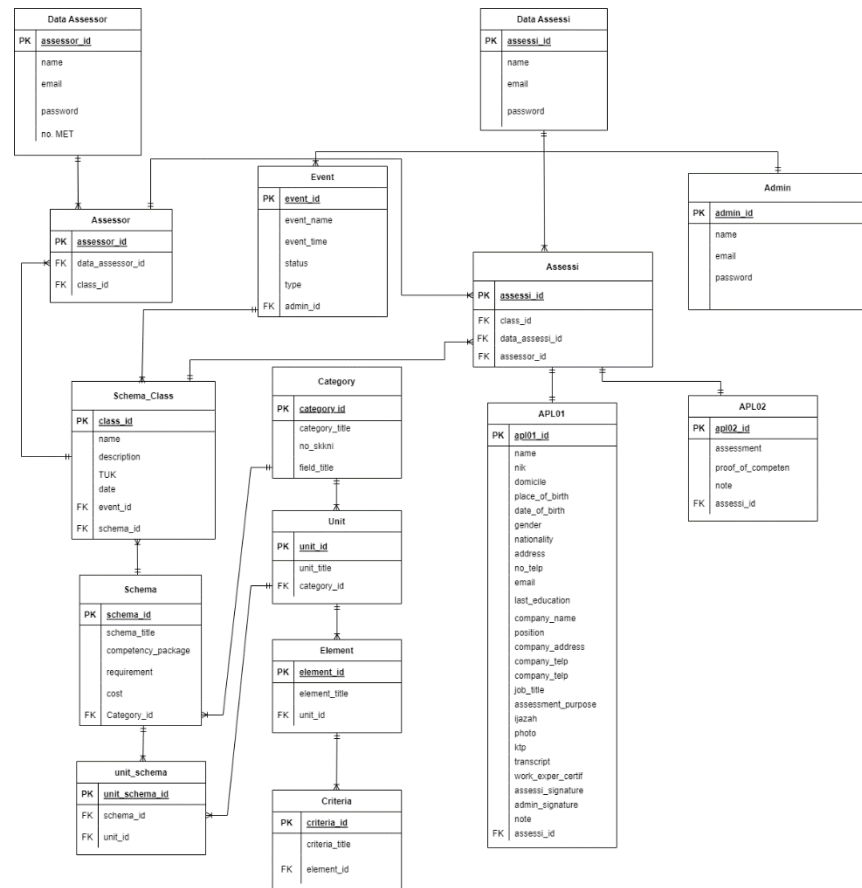 Data Assessor
PK assessor_id
name
email
password
no. MET
Data Assessi
PK assessi_id
name
email
password
Event
PK event_id
event_name
event_time
status
type
FK admin_id
Admin
PK admin_id
name
email
password
Assessor
PK assessor_id
FK data_assessor_id
FK class_id
Assessi
PK assessi_id
FK class_id
FK data_assessi_id
FK assessor_id
Schema_Class
PK class_id
name
description
TUK
date
FK event_id
FK schema_id
Category
PK category_id
category_title
no_skkni
field_title
APL01
PK apl01_id
name
nik
domicile
place_of_birth
date_of_birth
gender
nationality
address
no_telp
email
last_education
company_name
position
company_address
company_telp
company_telp
job_title
assessment_purpose
ijazah
photo
ktp
transcript
work_exper_certif
assessi_signature
admin_signature
note
FK assessi_id
APL02
PK apl02_id
assessment
proof_of_competen
note
FK assessi_id
Unit
PK unit_id
unit_title
FK category_id
Schema
PK schema_id
schema_title
competency_package
requirement
cost
FK Category_id
Element
PK element_id
element_title
FK unit_id
unit_schema
PK unit_schema_id
FK schema_id
FK unit_id
Criteria
PK criteria_id
criteria_title
FK element_id